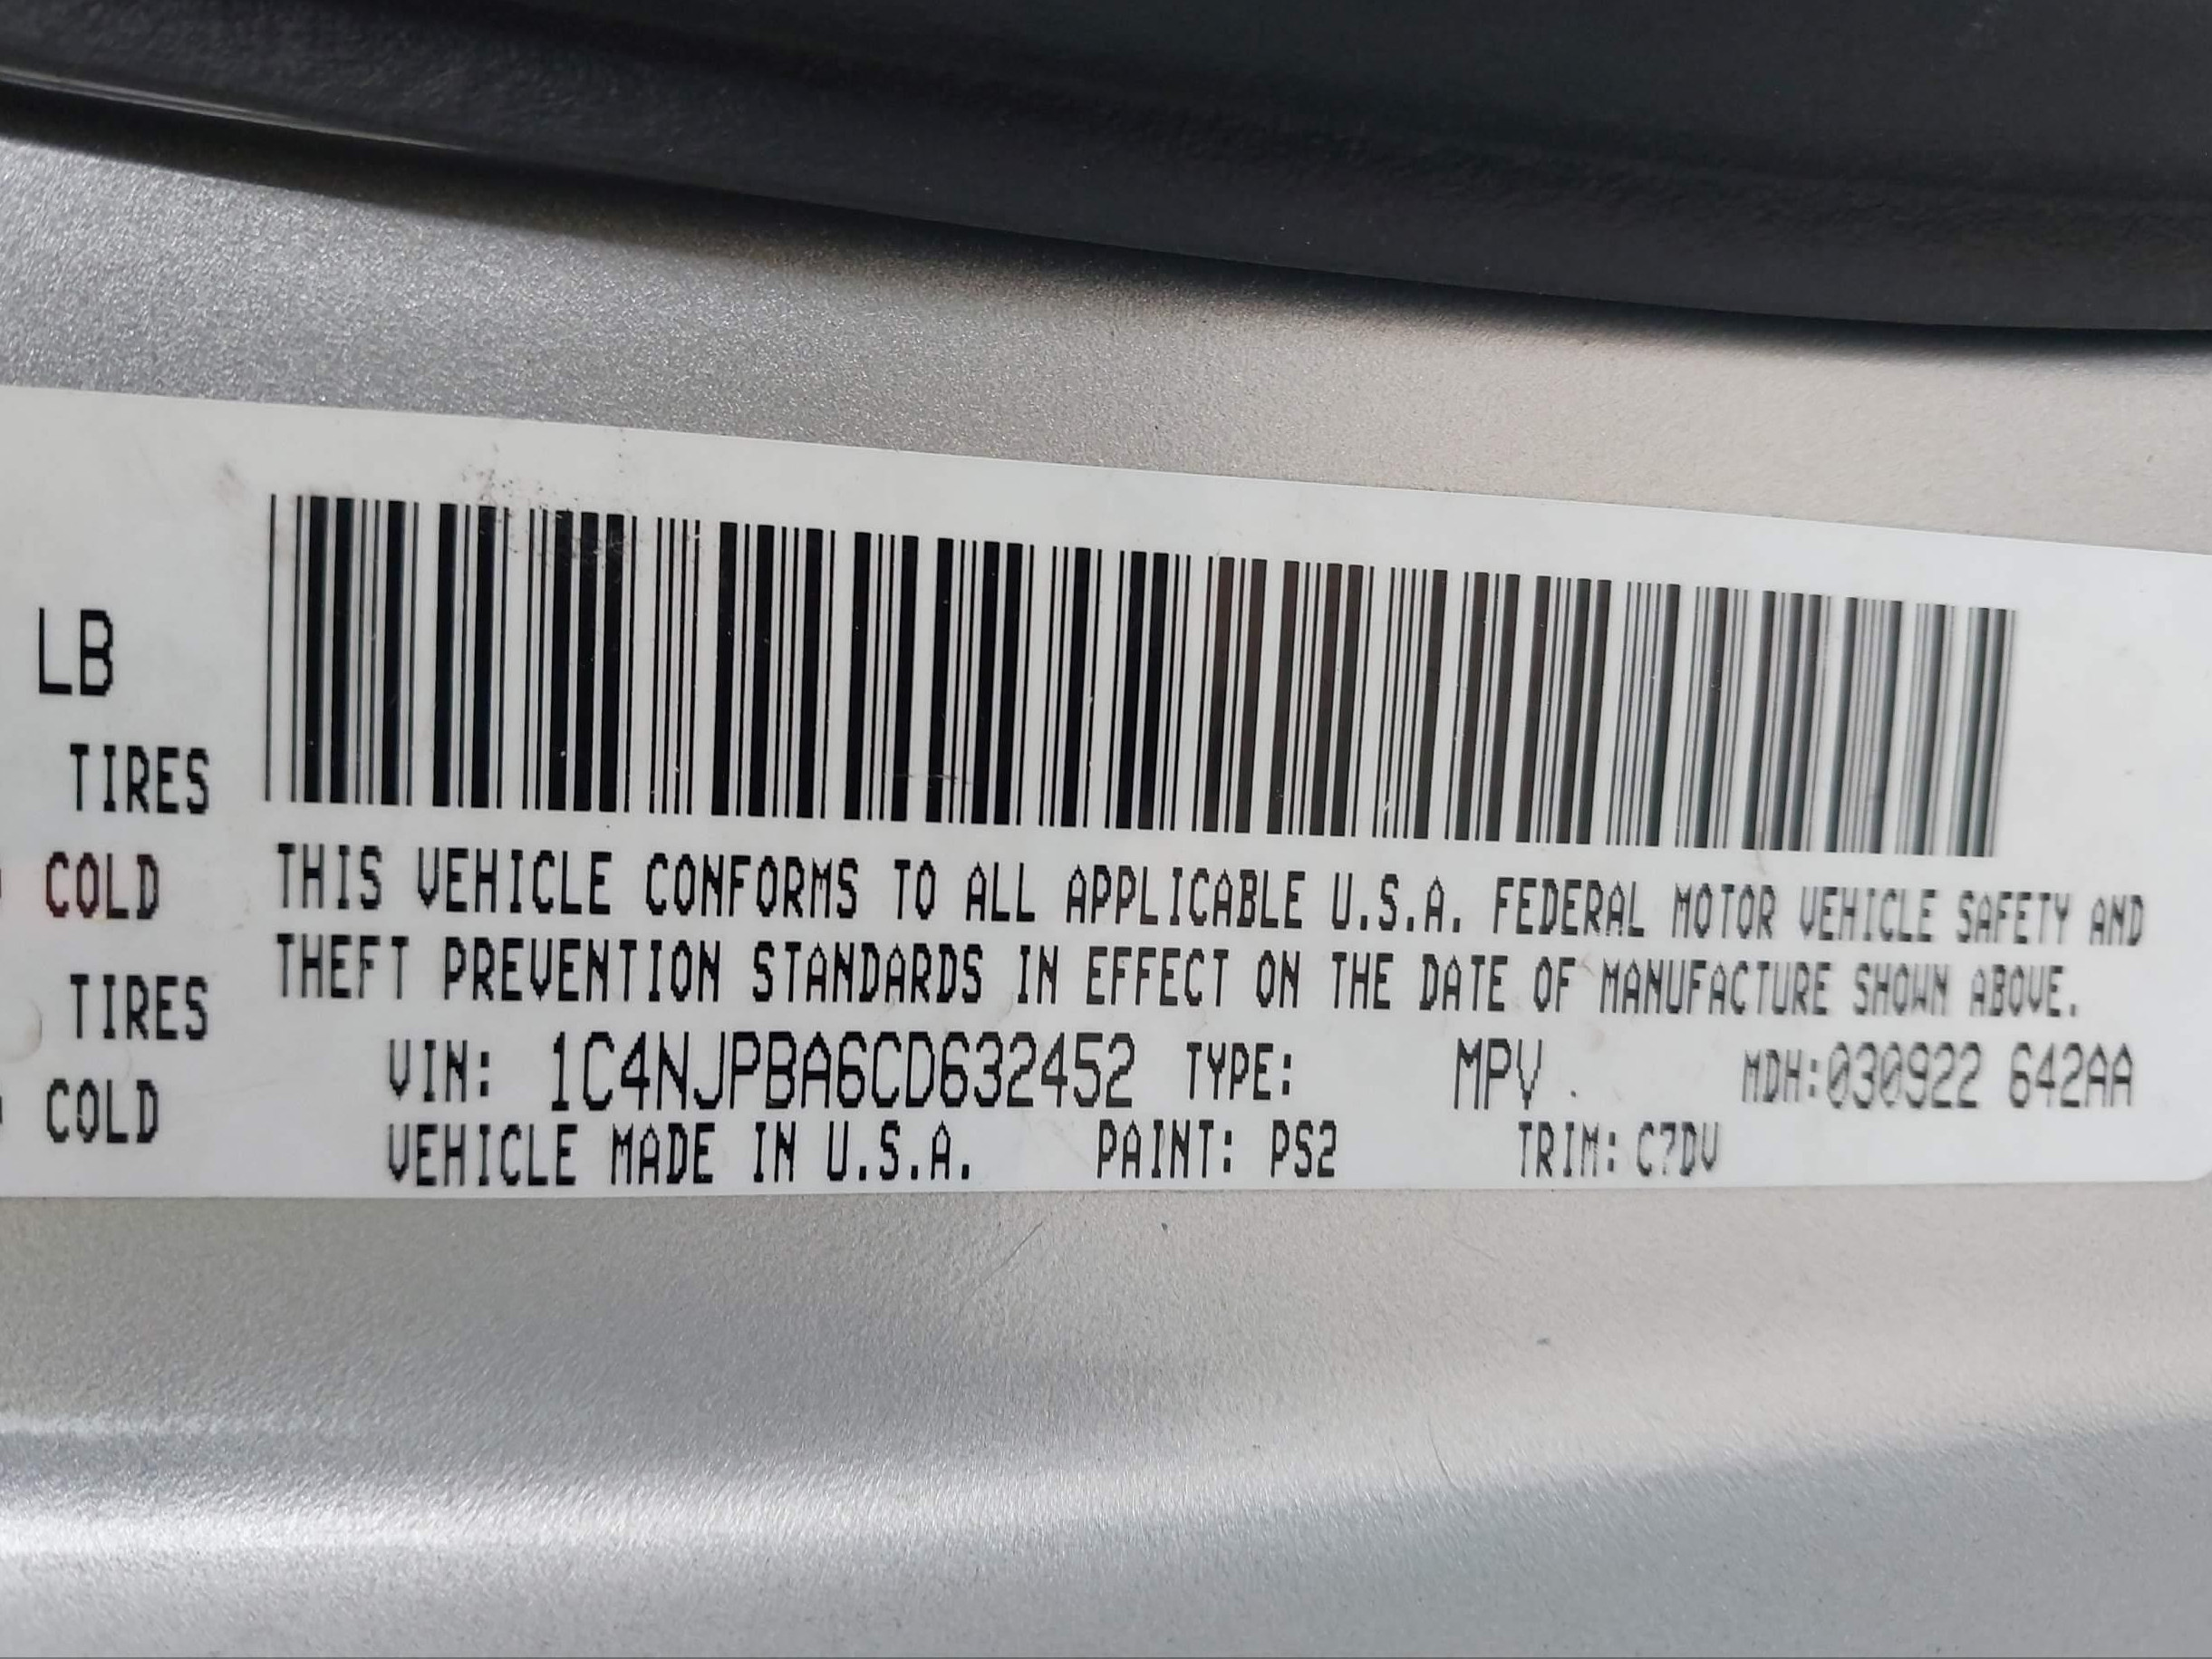 LB
TIRES
COLD
TIRES
COLD
THIS VEHICLE CONFORMS TO ALL APPLICABLE U.S.A. FEDERAL MOTOR VEHICLE SAFETY AND
THEFT PREVENTION STANDARDS IN EFFECT ON THE DATE OF MANUFACTURE SHOWN ABOVE.
VIN: 1C4NJPBA6CD632452 TYPE: MPV MDH:030922 642AA
VEHICLE MADE IN U.S.A. PAINT: PS2 TRIM: C7DV